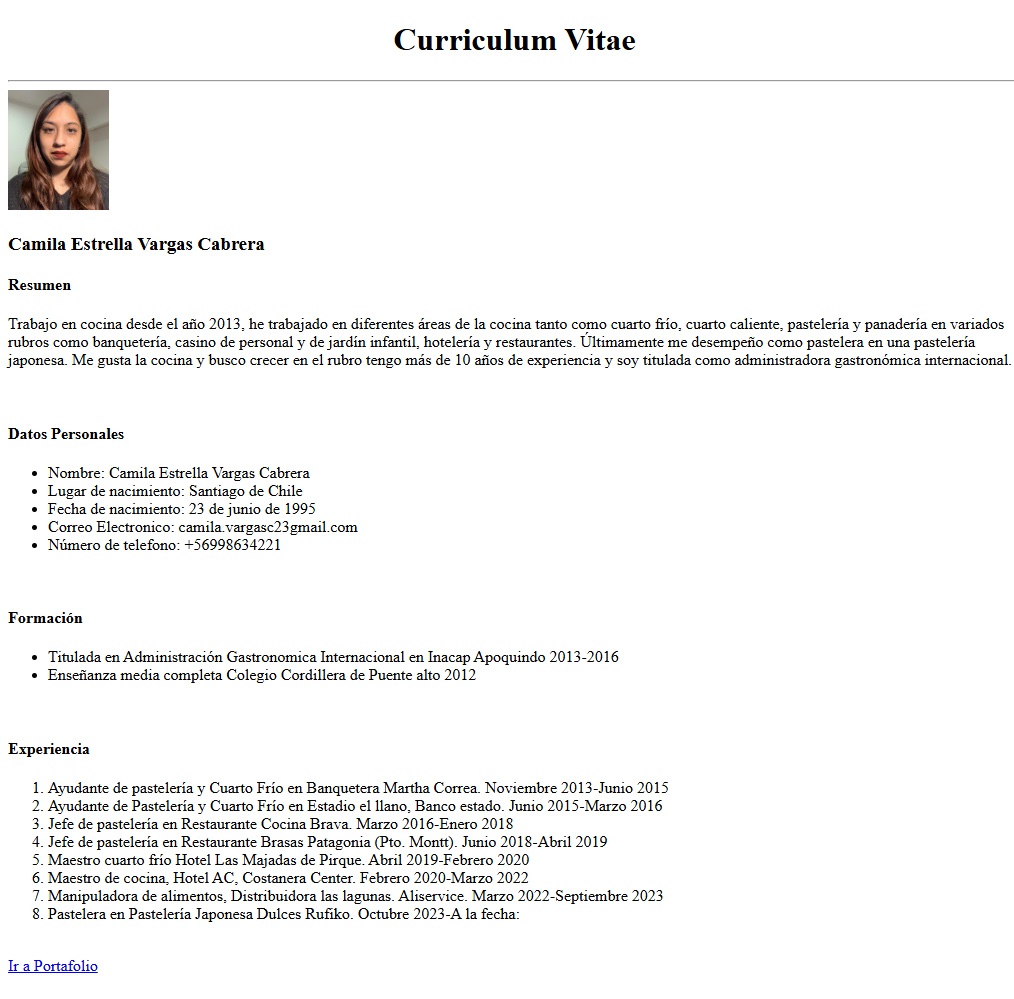 Curriculum Vitae
Camila Estrella Vargas Cabrera
Resumen
Trabajo en cocina desde el año 2013, he trabajado en diferentes áreas de la cocina tanto como cuarto frío, cuarto caliente, pastelería y panadería en variados
rubros como banquetería, casino de personal y de jardín infantil, hotelería y restaurantes. Últimamente me desempeño como pastelera en una pastelería
japonesa. Me gusta la cocina y busco crecer en el rubro tengo más de 10 años de experiencia y soy titulada como administradora gastronómica internacional.
Datos Personales
• Nombre: Camila Estrella Vargas Cabrera
• Lugar de nacimiento: Santiago de Chile
• Fecha de nacimiento: 23 de junio de 1995
• Correo Electronico: camila.vargasc23gmail.com
• Número de telefono: +56998634221
Formación
• Titulada en Administración Gastronomica Internacional en Inacap Apoquindo 2013-2016
• Enseñanza media completa Colegio Cordillera de Puente alto 2012
Experiencia
1. Ayudante de pastelería y Cuarto Frío en Banquetera Martha Correa. Noviembre 2013-Junio 2015
2. Ayudante de Pastelería y Cuarto Frío en Estadio el llano, Banco estado. Junio 2015-Marzo 2016
3. Jefe de pastelería en Restaurante Cocina Brava. Marzo 2016-Enero 2018
4. Jefe de pastelería en Restaurante Brasas Patagonia (Pto. Montt). Junio 2018-Abril 2019
5. Maestro cuarto frío Hotel Las Majadas de Pirque. Abril 2019-Febrero 2020
6. Maestro de cocina, Hotel AC, Costanera Center. Febrero 2020-Marzo 2022
7. Manipuladora de alimentos, Distribuidora las lagunas. Aliservice. Marzo 2022-Septiembre 2023
8. Pastelera en Pastelería Japonesa Dulces Rufiko. Octubre 2023-A la fecha:
Ir a Portafolio